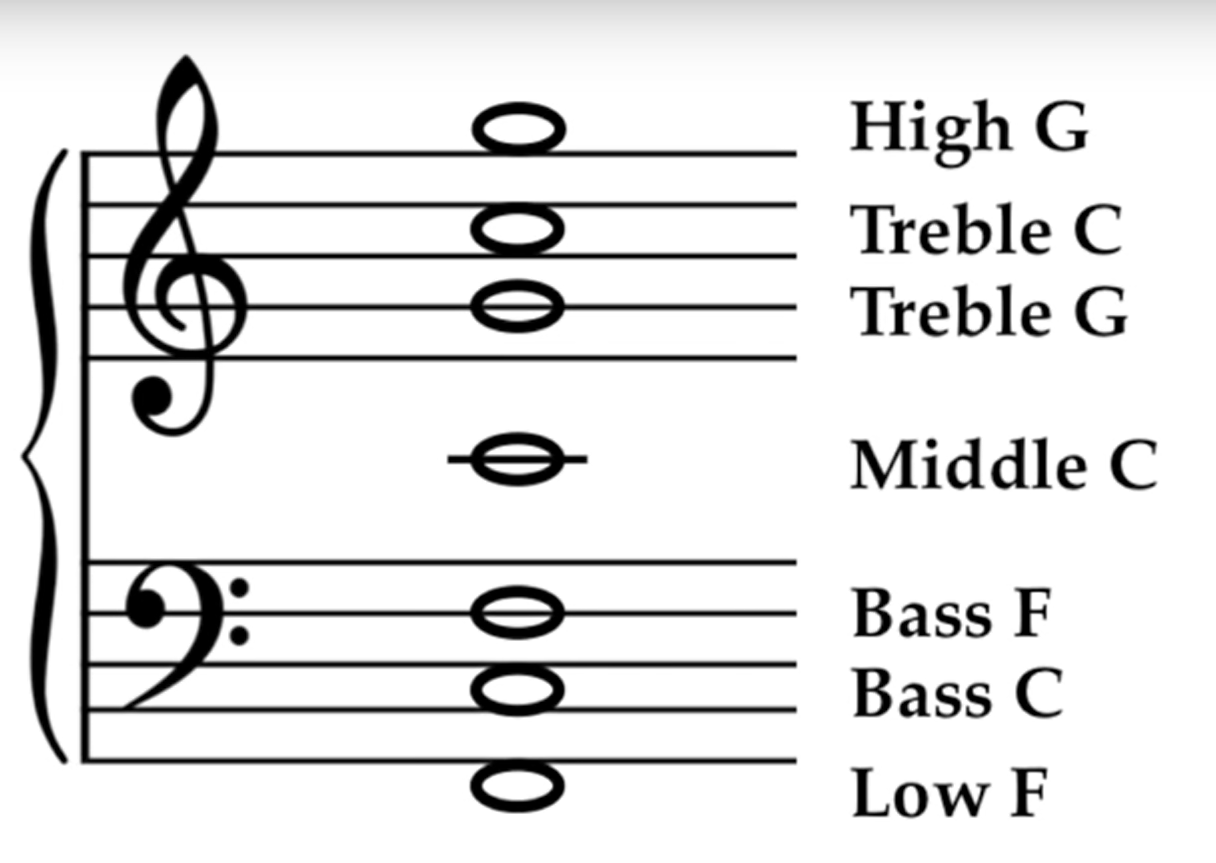 High G
Treble C
Treble G
Middle C
Bass F
Bass C
Low F